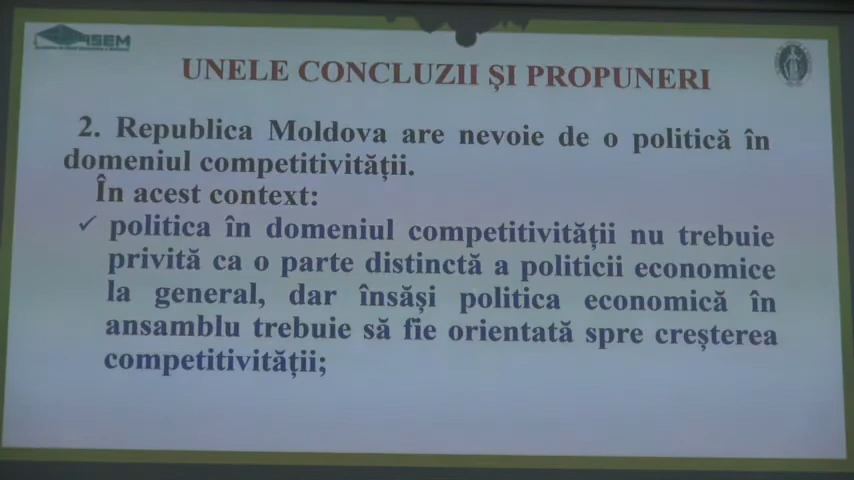 ASEM
UNELE CONCLUZII ȘI PROPUNERI
2. Republica Moldova are nevoie de o politică în
domeniul competitivității.
În acest context:
✓ politica în domeniul competitivității nu trebuie
privită ca o parte distinctă a politicii economice
la general, dar însăși politica economică în
ansamblu trebuie să fie orientată spre creșterea
competitivității;